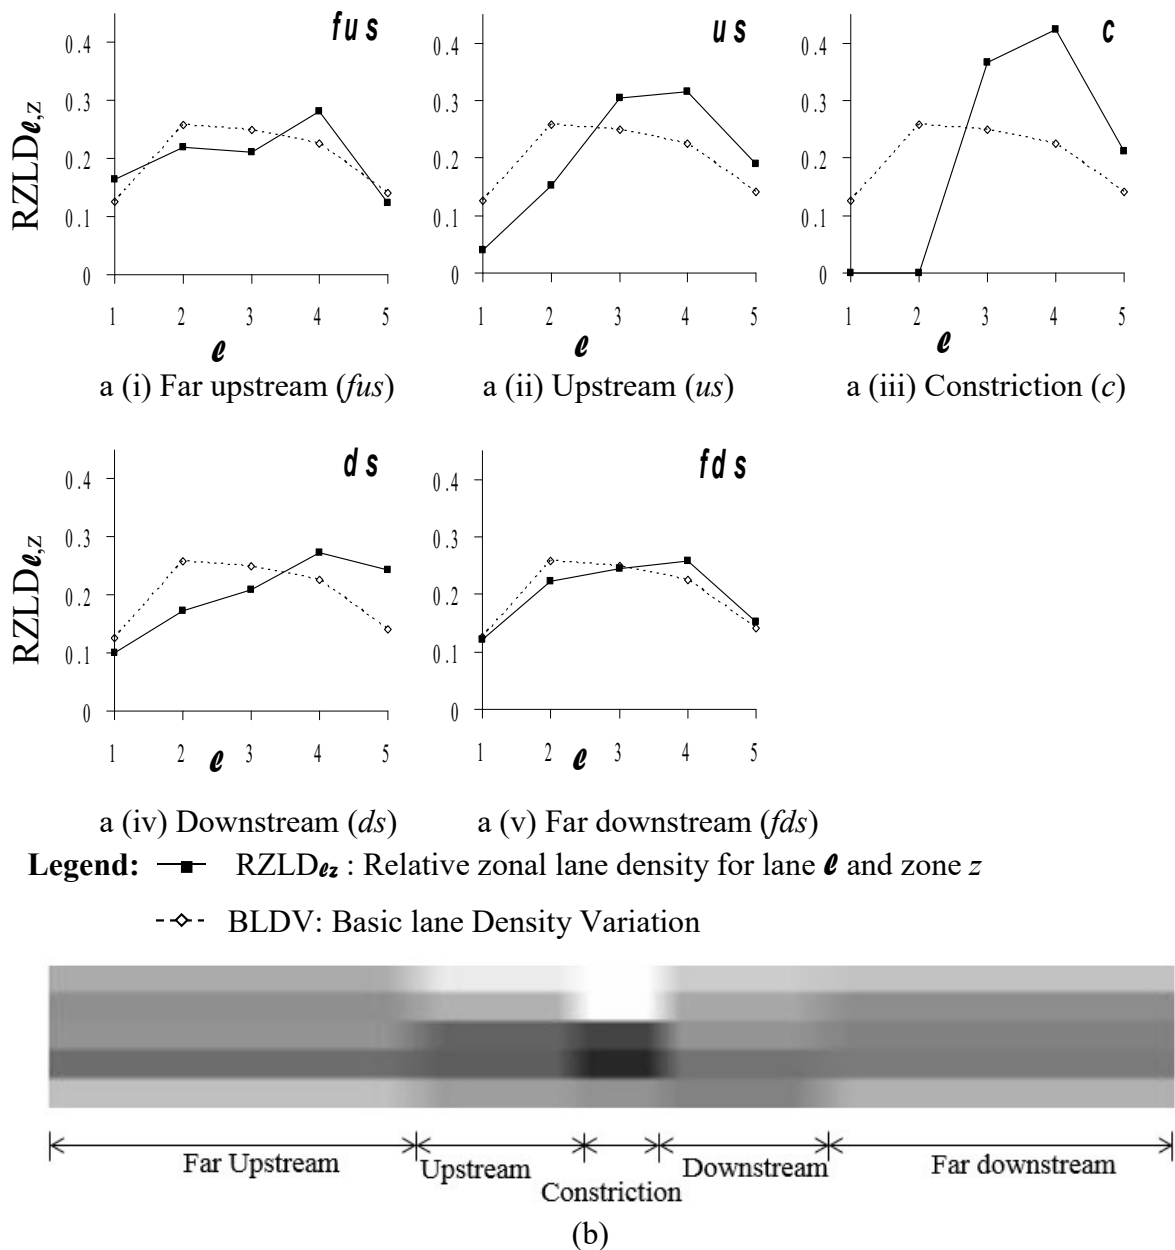 fus
0.4
0.3
0.2
0.1
0
1 2 3 4 5
ℓ
RZLDℓ,z
a (i) Far upstream (fus)
us
0.4
0.3
0.2
0.1
0
1 2 3 4 5
ℓ
a (ii) Upstream (us)
c
0.4
0.3
0.2
0.1
0
1 2 3 4 5
ℓ
a (iii) Constriction (c)
ds
0.4
0.3
0.2
0.1
0
1 2 3 4 5
ℓ
RZLDℓ,z
a (iv) Downstream (ds)
fds
0.4
0.3
0.2
0.1
0
1 2 3 4 5
ℓ
a (v) Far downstream (fds)
Legend: RZLDℓz : Relative zonal lane density for lane ℓ and zone z
BLDV: Basic lane Density Variation
Far Upstream
Upstream
Constriction
Downstream
Far downstream
(b)